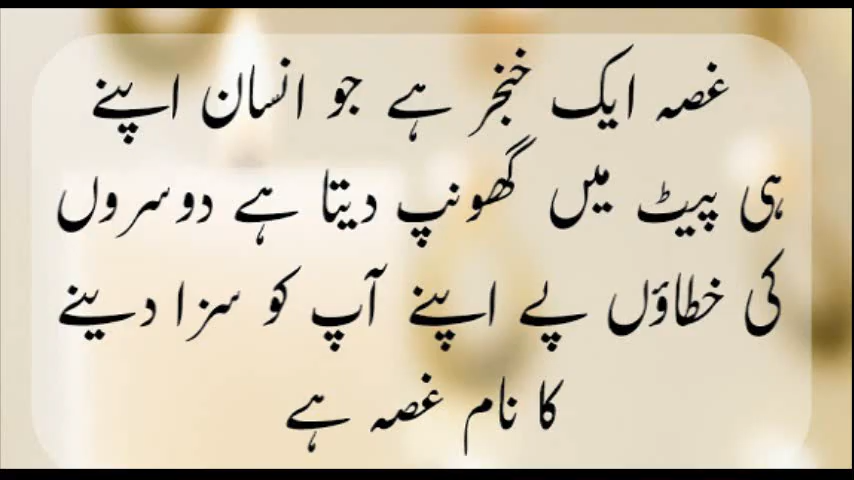 غصہ ایک خنجر ہے جو انسان اپنے
ہی پیٹ میں گھونپ دیتا ہے دوسروں
کی خطاؤں پے اپنے آپ کو سزا دینے
کا نام غصہ ہے